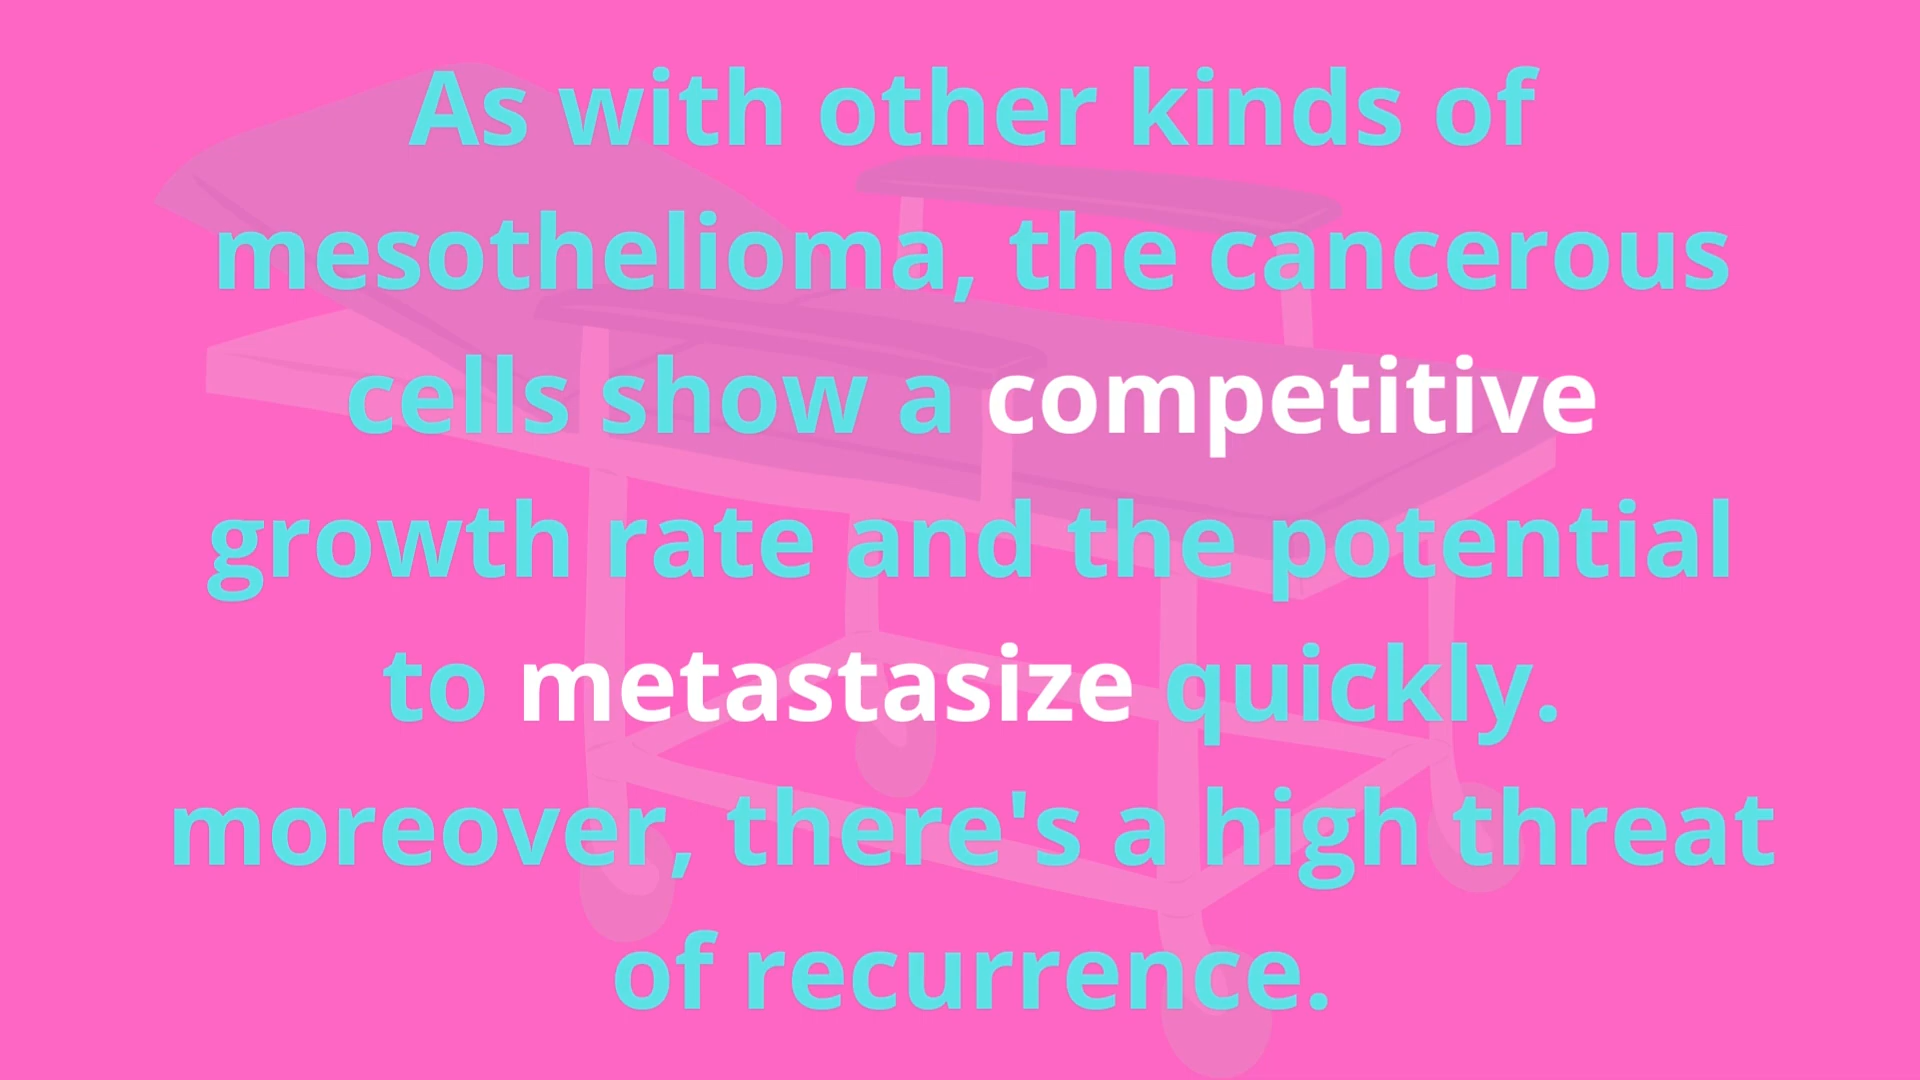 As with other kinds of
mesothelioma, the cancerous
cells show a competitive
growth rate and the potential
to metastasize quickly.
moreover, there's a high threat
of recurrence.